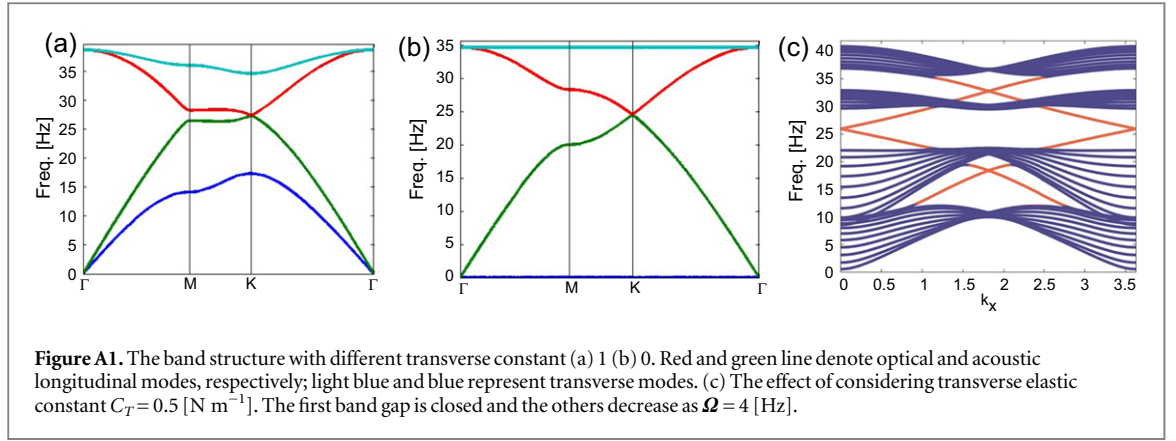 (a)
35
30
25
20
15
10
5
0
Freq. [Hz]
Γ M K Γ
(b)
35
30
25
20
15
10
5
0
Freq. [Hz]
Γ M K Γ
(c)
40
35
30
25
20
15
10
5
0
Freq. [Hz]
0 0.5 1 1.5 2 2.5 3 3.5
kx
Figure A1. The band structure with different transverse constant (a) 1 (b) 0. Red and green line denote optical and acoustic
longitudinal modes, respectively; light blue and blue represent transverse modes. (c) The effect of considering transverse elastic
constant C_T = 0.5 [N m⁻¹]. The first band gap is closed and the others decrease as Ω = 4 [Hz].